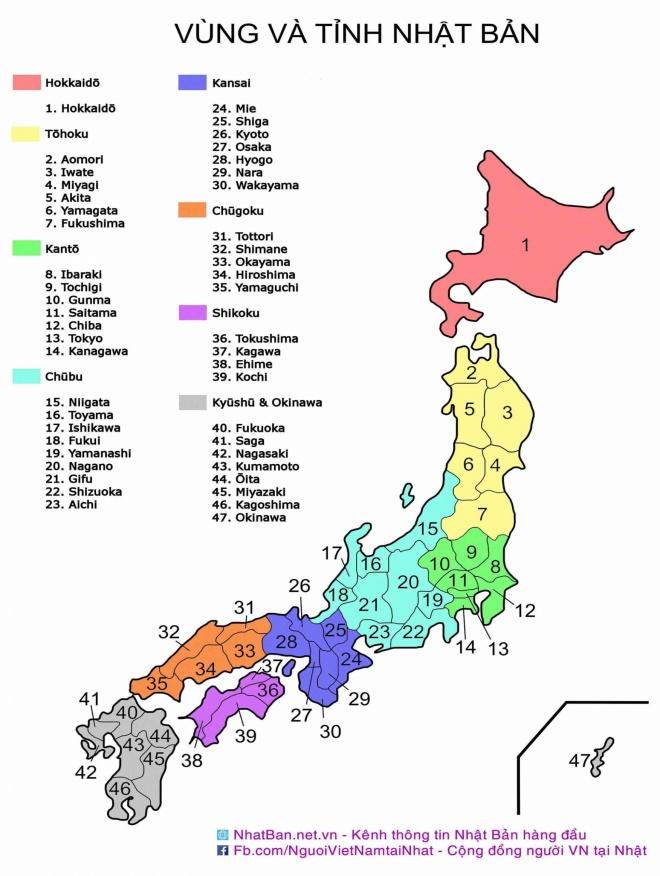 VÙNG VÀ TỈNH NHẬT BẢN
Hokkaidō
1. Hokkaidō
Tōhoku
2. Aomori
3. Iwate
4. Miyagi
5. Akita
6. Yamagata
7. Fukushima
Kantō
8. Ibaraki
9. Tochigi
10. Gunma
11. Saitama
12. Chiba
13. Tokyo
14. Kanagawa
Chūbu
15. Niigata
16. Toyama
17. Ishikawa
18. Fukui
19. Yamanashi
20. Nagano
21. Gifu
22. Shizuoka
23. Aichi
Kansai
24. Mie
25. Shiga
26. Kyoto
27. Osaka
28. Hyogo
29. Nara
30. Wakayama
Chūgoku
31. Tottori
32. Shimane
33. Okayama
34. Hiroshima
35. Yamaguchi
Shikoku
36. Tokushima
37. Kagawa
38. Ehime
39. Kochi
Kyūshū & Okinawa
40. Fukuoka
41. Saga
42. Nagasaki
43. Kumamoto
44. Ōita
45. Miyazaki
46. Kagoshima
47. Okinawa
1
2
5
3
6
4
7
15
17
16
10
9
8
11
20
18
21
19
12
26
31
14
13
32
28
25
23
22
33
24
34
37
29
35
36
27
30
41
40
39
38
42
43
44
45
46
47
NhatBan.net.vn - Kênh thông tin Nhật Bản hàng đầu
Fb.com/NguoiVietNamtaiNhat - Cộng đồng người VN tại Nhật